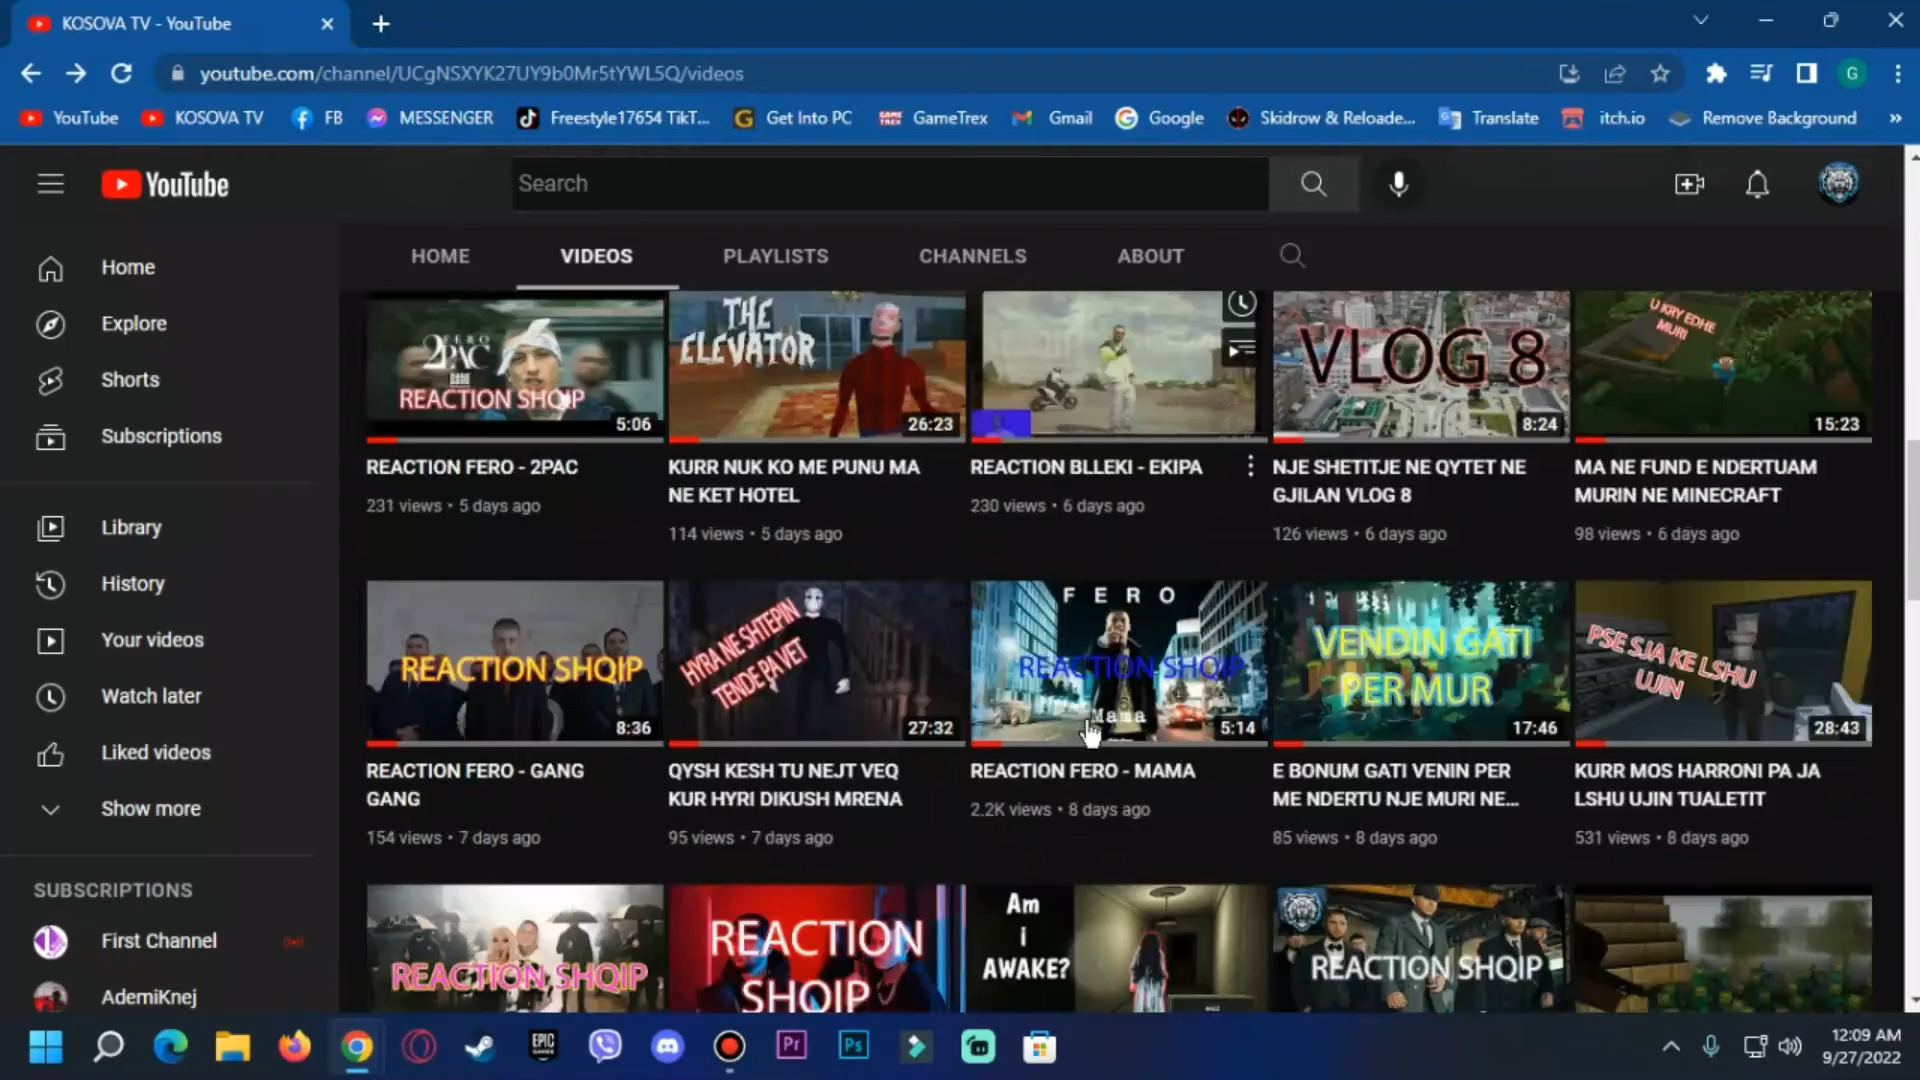 KOSOVA TV - YouTube
youtube.com/channel/UCgNSXYK27UY9b0Mr5tYWL5Q/videos
G
YouTube
KOSOVA TV
FB
MESSENGER
Freestyle17654 TikT...
Get Into PC
GameTrex
Gmail
Google
Skidrow & Reloade...
Translate
itch.io
Remove Background
»
YouTube
Search
HOME
VIDEOS
PLAYLISTS
CHANNELS
ABOUT
Home
Explore
Shorts
Subscriptions
Library
History
Your videos
Watch later
Liked videos
Show more
SUBSCRIPTIONS
First Channel
AdemiKnej
FERO
2PAC
REACTION SHQIP
5:06
THE
ELEVATOR
26:23
VLOG 8
8:24
U KRY EDHE
MURI
15:23
REACTION FERO - 2PAC
231 views • 5 days ago
KURR NUK KO ME PUNU MA
NE KET HOTEL
114 views • 5 days ago
REACTION BLLEKI - EKIPA
230 views • 6 days ago
NJE SHETITJE NE QYTET NE
GJILAN VLOG 8
126 views • 6 days ago
MA NE FUND E NDERTUAM
MURIN NE MINECRAFT
98 views • 6 days ago
REACTION SHQIP
8:36
HYRA NE SHTEPIN
TENDE PA VET
27:32
FERO
REACTION SHQIP
Mama
5:14
VENDIN GATI
PER MUR
17:46
PSE SJA KE LSHU
UJIN
28:43
REACTION FERO - GANG
GANG
154 views • 7 days ago
QYSH KESH TU NEJT VEQ
KUR HYRI DIKUSH MRENA
95 views • 7 days ago
REACTION FERO - MAMA
2.2K views • 8 days ago
E BONUM GATI VENIN PER
ME NDERTU NJE MURI NE...
85 views • 8 days ago
KURR MOS HARRONI PA JA
LSHU UJIN TUALETIT
531 views • 8 days ago
REACTION SHQIP
REACTION
SHQIP
Am
i
AWAKE?
REACTION SHQIP
EPIC
GAMES
Pr
Ps
12:09 AM
9/27/2022